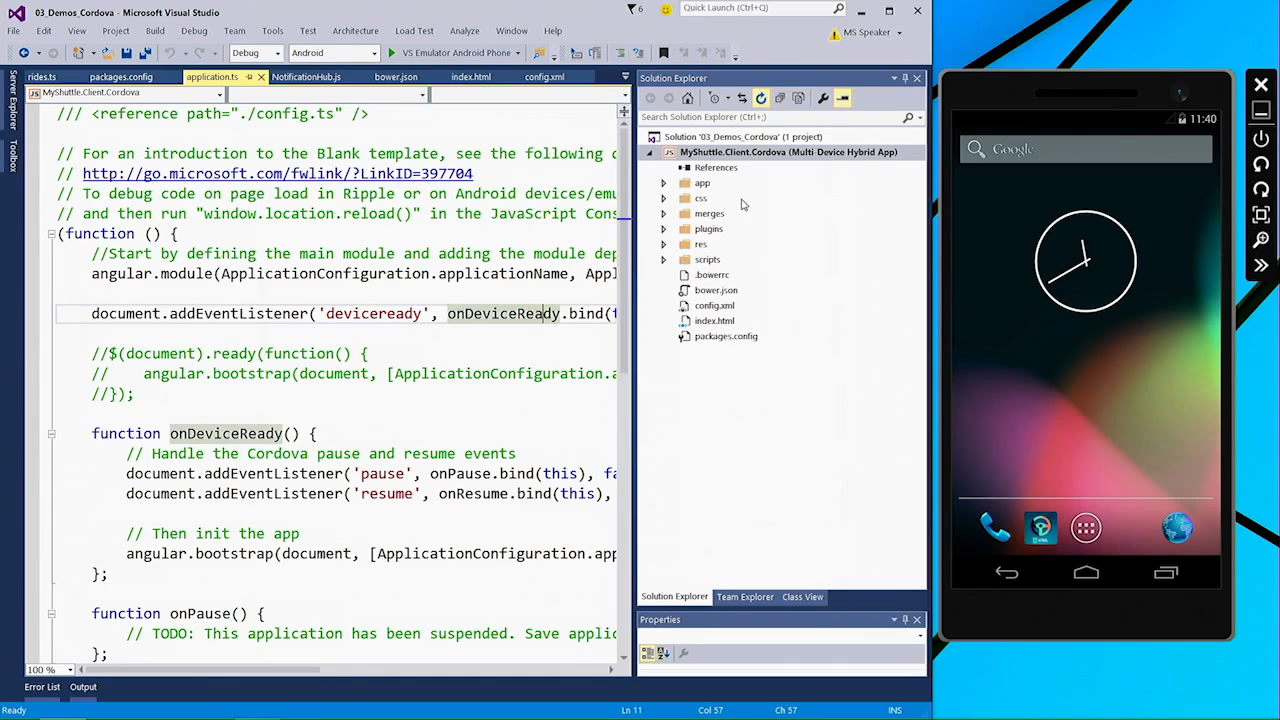 03_Demos_Cordova - Microsoft Visual Studio
6
Quick Launch (Ctrl+Q)
File Edit View Project Build Debug Team Tools Test Architecture Load Test Analyze Window Help
MS Speaker
Debug
Android
VS Emulator AndroidPhone
Server Explorer
Toolbox
rides.ts packages.config application.ts NotificationHub.js bower.json index.html config.xml
MyShuttle.Client.Cordova
/// <reference path="./config.ts" />
// For an introduction to the Blank template, see the following d
// http://go.microsoft.com/fwlink/?LinkID=397704
// To debug code on page load in Ripple or on Android devices/emu
// and then run "window.location.reload()" in the JavaScript Cons
(function () {
//Start by defining the main module and adding the module dep
angular.module(ApplicationConfiguration.applicationName, Appl
document.addEventListener('deviceready', onDeviceReady.bind(t
//$(document).ready(function() {
// angular.bootstrap(document, [ApplicationConfiguration.a
//});
function onDeviceReady() {
// Handle the Cordova pause and resume events
document.addEventListener('pause', onPause.bind(this), fa
document.addEventListener('resume', onResume.bind(this),
// Then init the app
angular.bootstrap(document, [ApplicationConfiguration.app
};
function onPause() {
// TODO: This application has been suspended. Save applic
};
100 %
Solution Explorer
Search Solution Explorer (Ctrl+;)
Solution '03_Demos_Cordova' (1 project)
JS MyShuttle.Client.Cordova (Multi-Device Hybrid App)
References
app
css
merges
plugins
res
scripts
.bowerrc
bower.json
config.xml
index.html
packages.config
Solution Explorer Team Explorer Class View
Properties
Error List Output
Ready Ln 11 Col 57 Ch 57 INS
11:40
Google